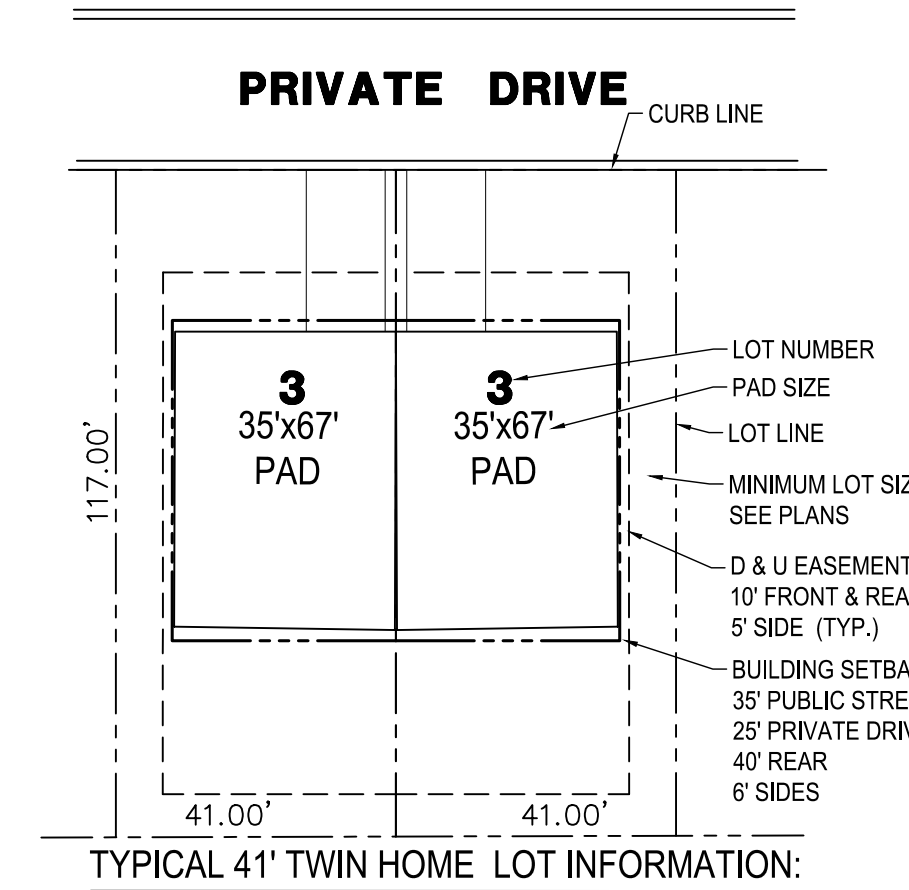 PRIVATE DRIVE
CURB LINE
3
35'x67'
PAD
3
35'x67'
PAD
LOT NUMBER
PAD SIZE
LOT LINE
MINIMUM LOT SIZ
SEE PLANS
D & U EASEMENT
10' FRONT & REA
5' SIDE (TYP.)
BUILDING SETBA
35' PUBLIC STRE
25' PRIVATE DRIV
40' REAR
6' SIDES
117.00'
41.00'
41.00'
TYPICAL 41' TWIN HOME LOT INFORMATION: